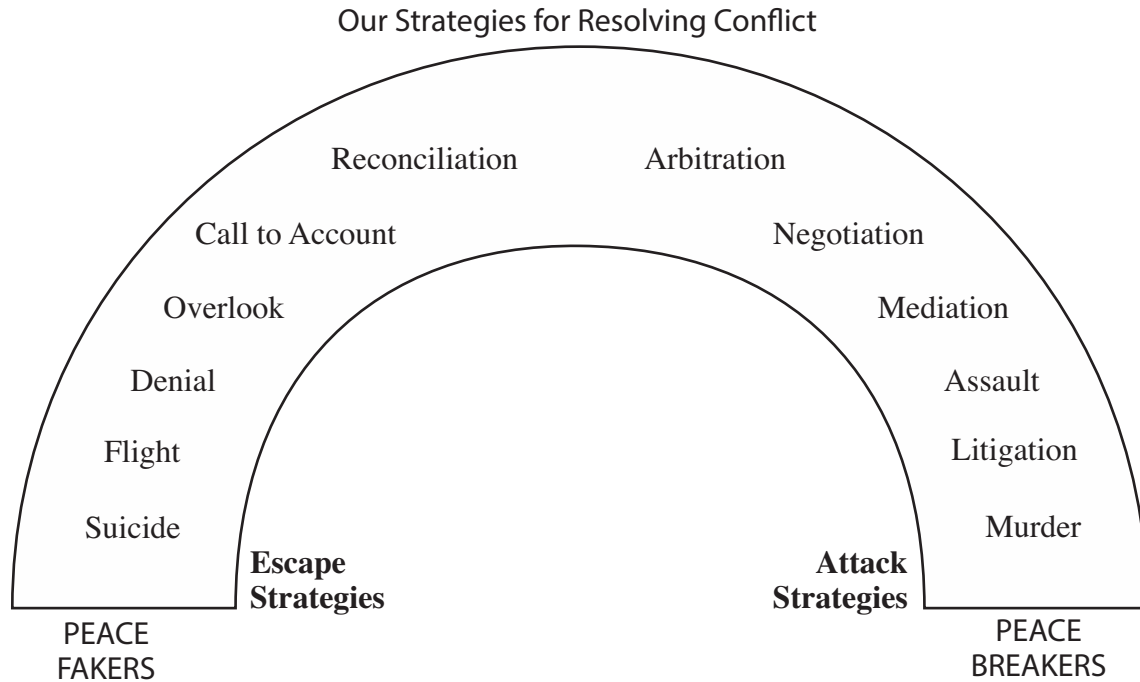 Our Strategies for Resolving Conflict
Reconciliation
Arbitration
Call to Account
Negotiation
Overlook
Mediation
Denial
Assault
Flight
Litigation
Suicide
Murder
Escape
Strategies
Attack
Strategies
PEACE
FAKERS
PEACE
BREAKERS